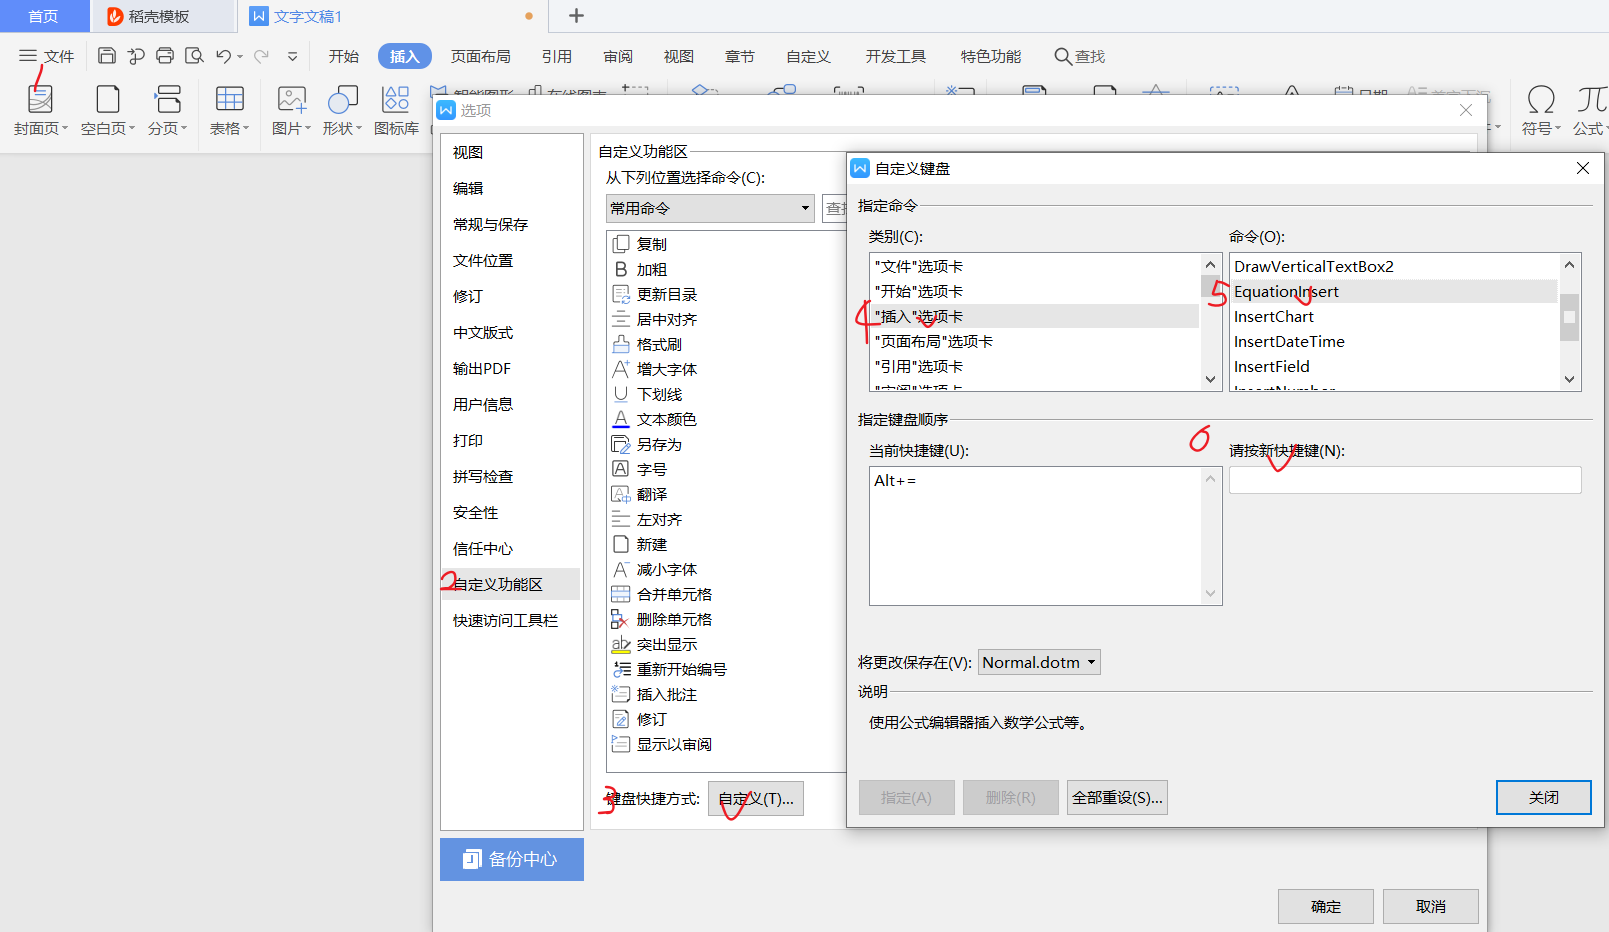 首页
稻壳模板
文字文稿1
文件
开始
插入
页面布局
引用
审阅
视图
章节
自定义
开发工具
特色功能
查找
1
封面页
空白页
分页
表格
图片
形状
图标库
符号
公式
选项
视图
编辑
常规与保存
文件位置
修订
中文版式
输出PDF
用户信息
打印
拼写检查
安全性
信任中心
2
自定义功能区
快速访问工具栏
备份中心
自定义功能区
从下列位置选择命令(C):
常用命令
复制
B 加粗
更新目录
居中对齐
格式刷
增大字体
下划线
文本颜色
另存为
字号
翻译
左对齐
新建
减小字体
合并单元格
删除单元格
突出显示
重新开始编号
插入批注
修订
显示以审阅
3
键盘快捷方式:
自定义(T)...
自定义键盘
指定命令
类别(C):
"文件"选项卡
"开始"选项卡
4
"插入"选项卡
"页面布局"选项卡
"引用"选项卡
命令(O):
DrawVerticalTextBox2
5
EquationInsert
InsertChart
InsertDateTime
InsertField
指定键盘顺序
当前快捷键(U):
Alt+=
6
请按新快捷键(N):
将更改保存在(V):
Normal.dotm
说明
使用公式编辑器插入数学公式等。
指定(A)
删除(R)
全部重设(S)...
关闭
确定
取消